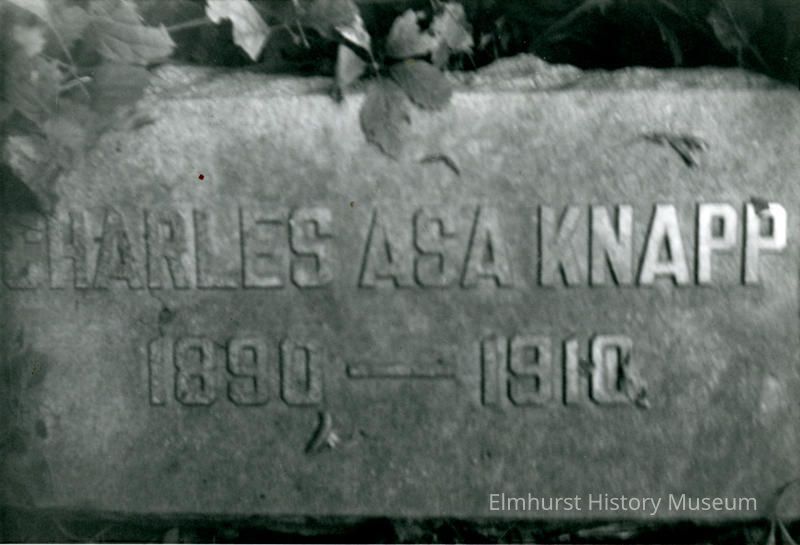 CHARLES ASA KNAPP
1890 — 1910
Elmhurst History Museum